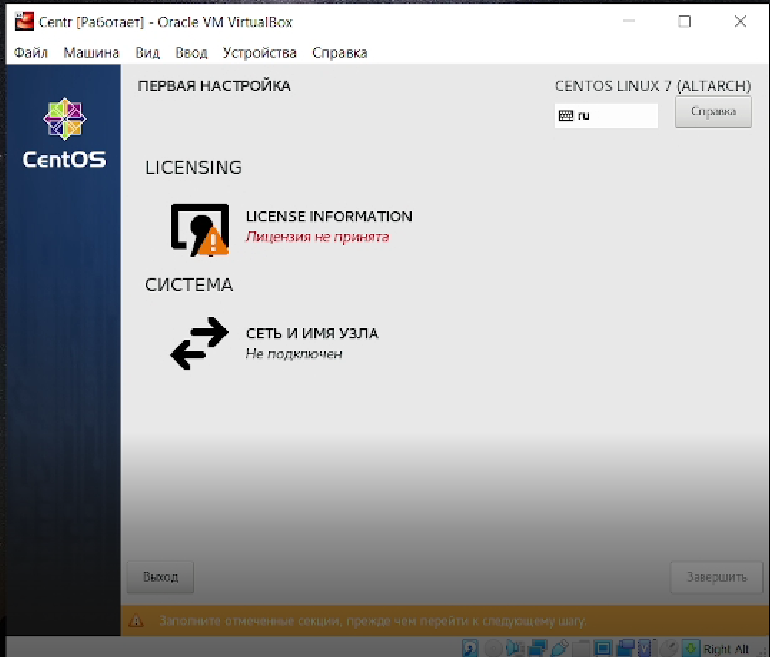 Centr [Работает] - Oracle VM VirtualBox
Файл Машина Вид Ввод Устройства Справка
ПЕРВАЯ НАСТРОЙКА
CENTOS LINUX 7 (ALTARCH)
ru
Справка
CentOS
LICENSING
LICENSE INFORMATION
Лицензия не принята
СИСТЕМА
СЕТЬ И ИМЯ УЗЛА
Не подключен
Выход
Завершить
Заполните отмеченные секции, прежде чем перейти к следующему шагу.
Right Alt